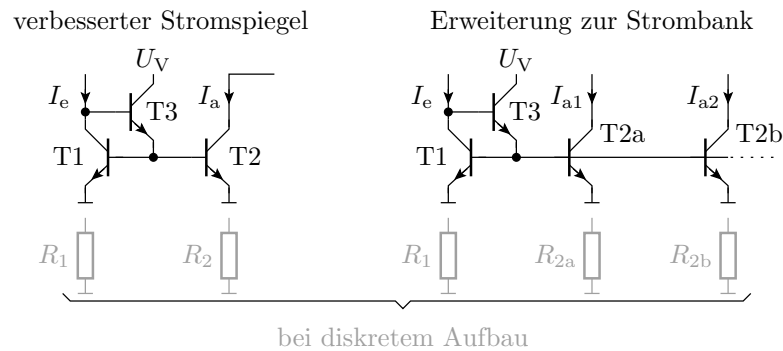 verbesserter Stromspiegel
Erweiterung zur Strombank
U_V
U_V
I_e
T3
I_a
I_e
T3
I_a1
I_a2
T1
T2
T1
T2a
T2b
R_1
R_2
R_1
R_2a
R_2b
bei diskretem Aufbau